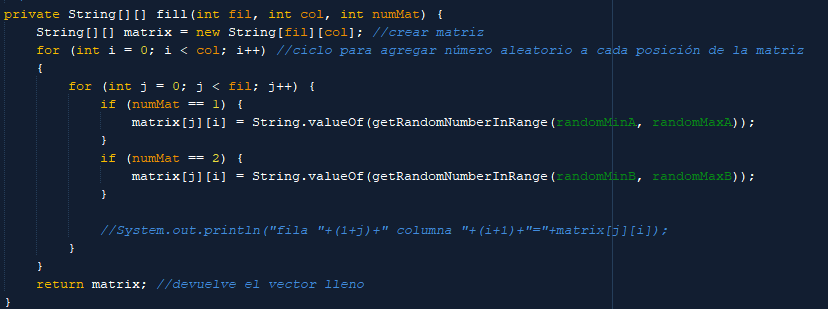 private String[][] fill(int fil, int col, int numMat) {
String[][] matrix = new String[fil][col]; //crear matriz
for (int i = 0; i < col; i++) //ciclo para agregar número aleatorio a cada posición de la matriz
{
for (int j = 0; j < fil; j++) {
if (numMat == 1) {
matrix[j][i] = String.valueOf(getRandomNumberInRange(randomMinA, randomMaxA));
}
if (numMat == 2) {
matrix[j][i] = String.valueOf(getRandomNumberInRange(randomMinB, randomMaxB));
}
//System.out.println("fila "+(1+j)+" columna "+(i+1)+"="+matrix[j][i]);
}
}
return matrix; //devuelve el vector lleno
}